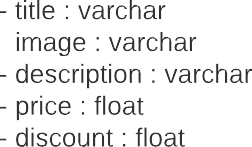 - title : varchar
image : varchar
- description : varchar
- price : float
- discount : float